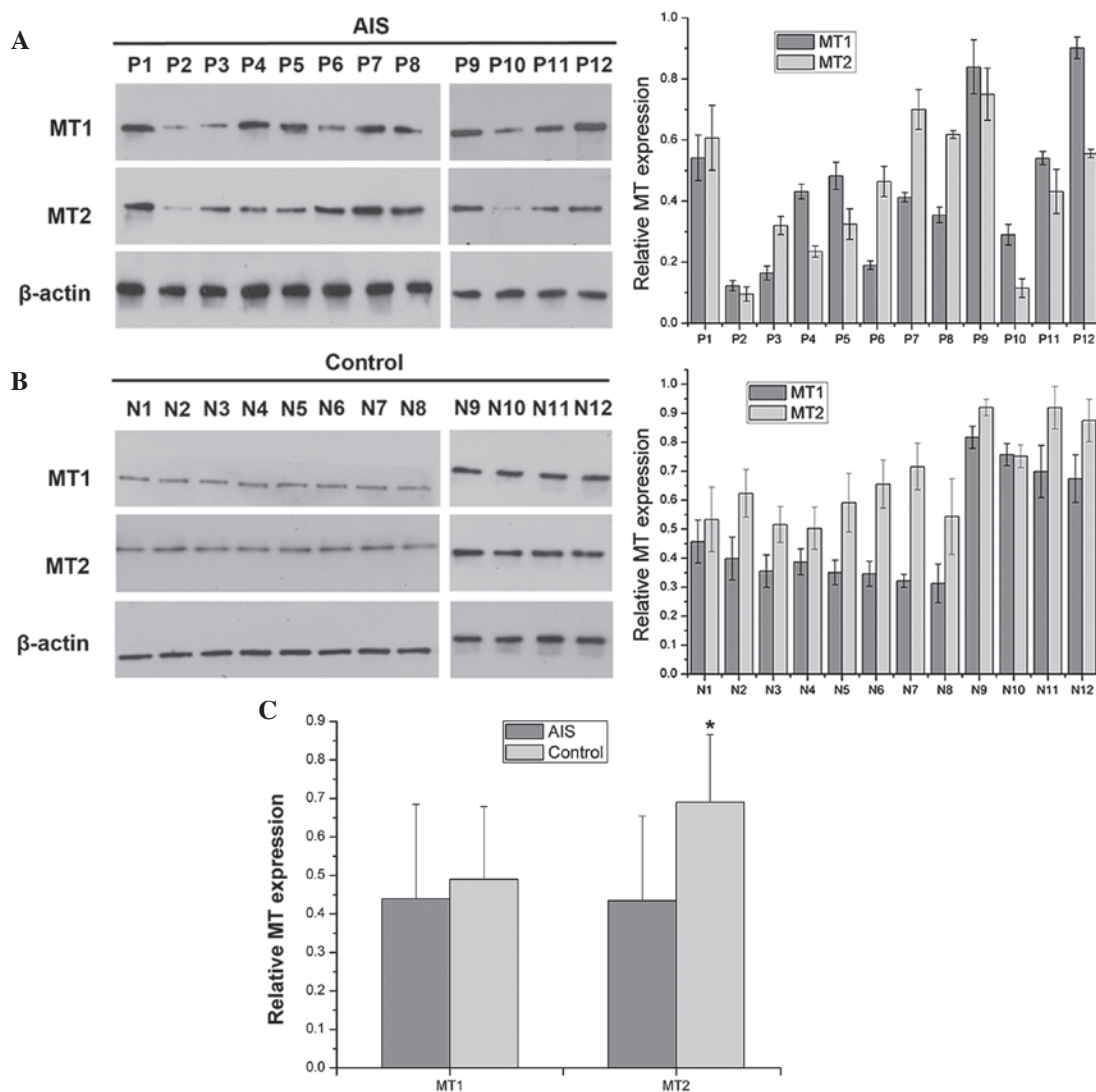 A
AIS
P1 P2 P3 P4 P5 P6 P7 P8 P9 P10 P11 P12
MT1
MT2
β-actin
MT1
MT2
Relative MT expression
1.0
0.8
0.6
0.4
0.2
0.0
P1 P2 P3 P4 P5 P6 P7 P8 P9 P10 P11 P12
B
Control
N1 N2 N3 N4 N5 N6 N7 N8 N9 N10 N11 N12
MT1
MT2
β-actin
MT1
MT2
Relative MT expression
1.0
0.9
0.8
0.7
0.6
0.5
0.4
0.3
0.2
0.1
0.0
N1 N2 N3 N4 N5 N6 N7 N8 N9 N10 N11 N12
C
AIS
Control
*
Relative MT expression
0.9
0.8
0.7
0.6
0.5
0.4
0.3
0.2
0.1
0.0
MT1 MT2